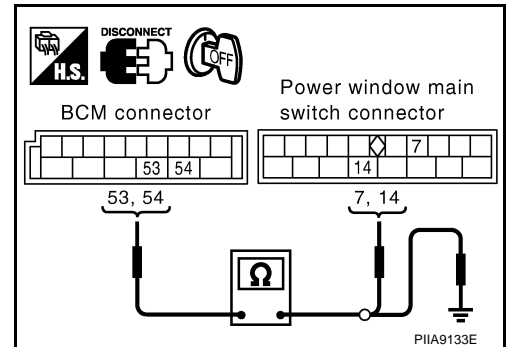 DISCONNECT
H.S.
OFF
BCM connector
Power window main
switch connector
7
53 54
14
53, 54
7, 14
Ω
PIIA9133E